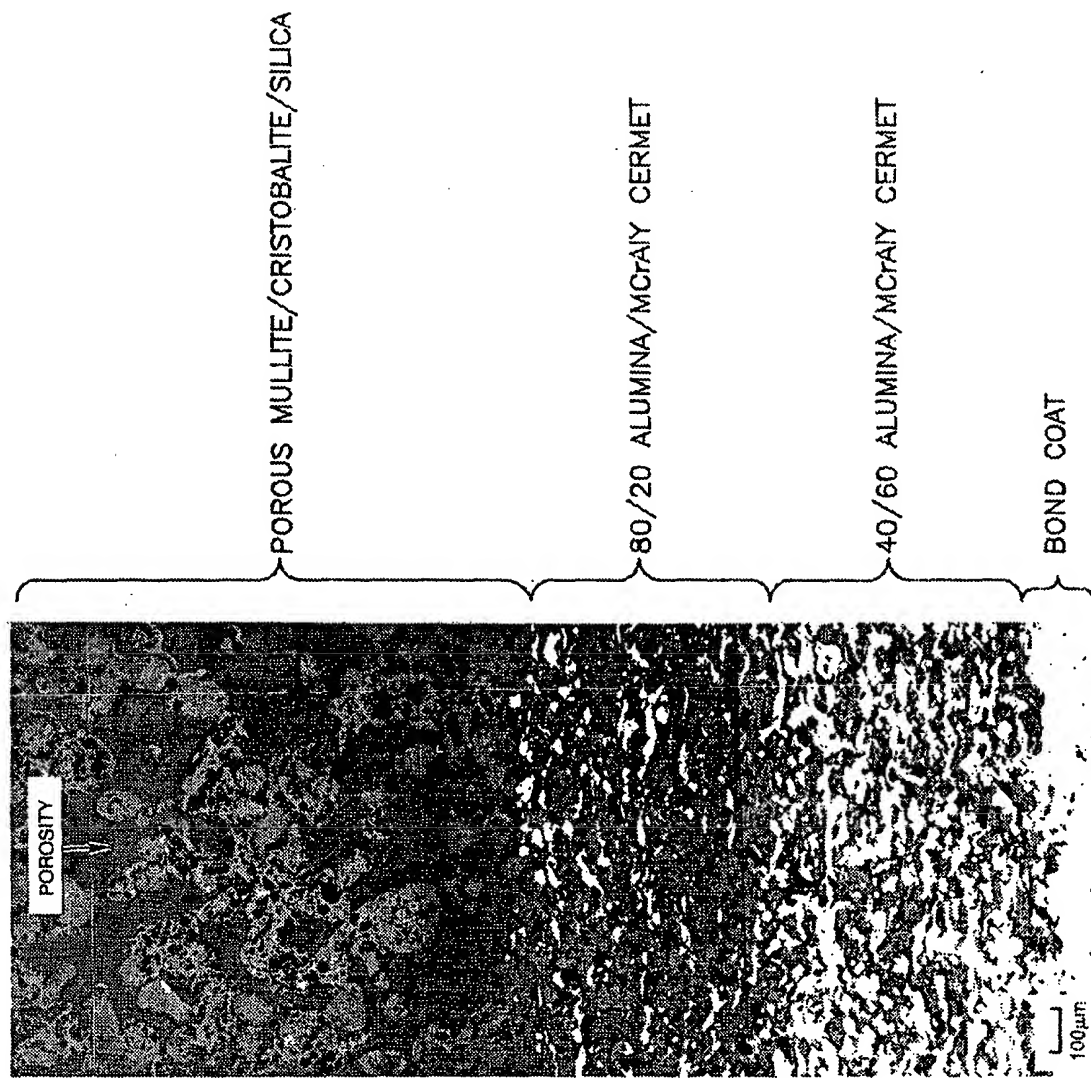 POROUS MULLITE/CRISTOBALITE/SILICA
80/20 ALUMINA/MCrAlY CERMET
40/60 ALUMINA/MCrAlY CERMET
BOND COAT
POROSITY
100µm